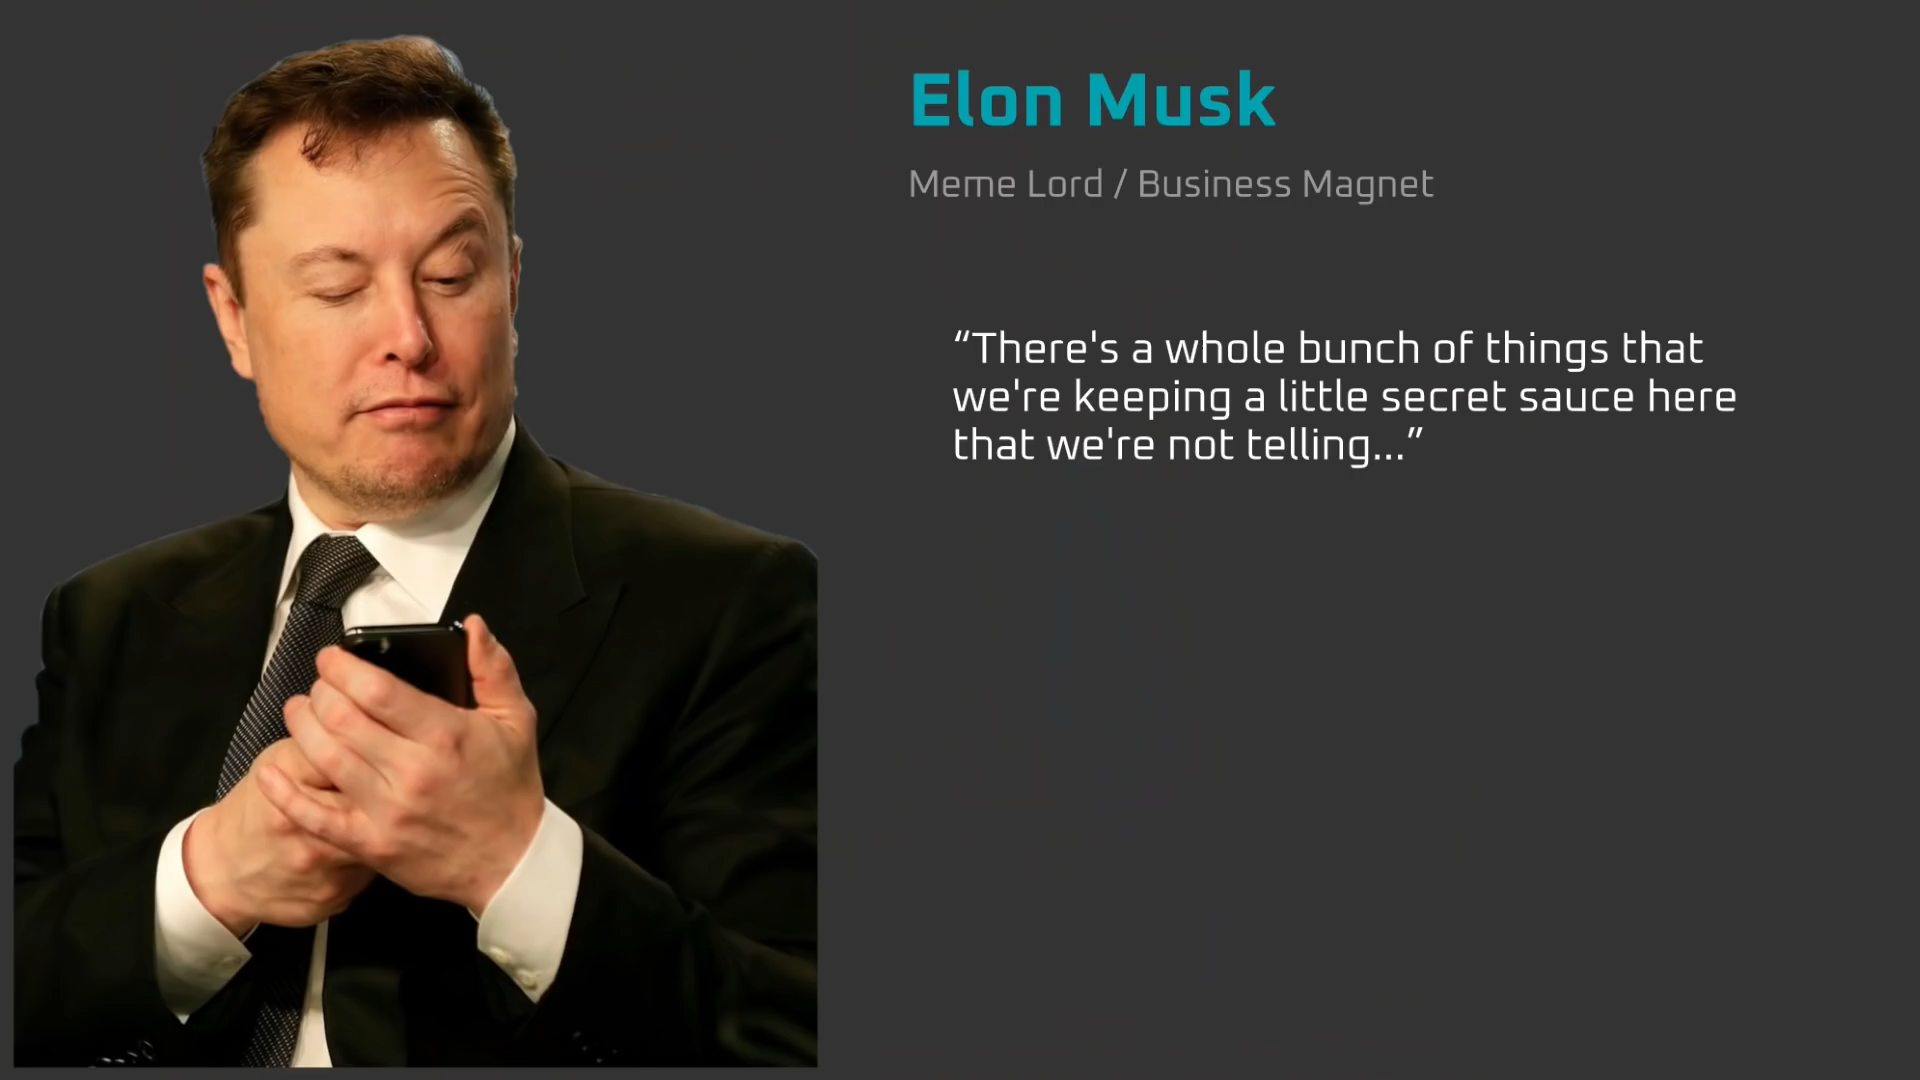 Elon Musk
Meme Lord / Business Magnet
“There's a whole bunch of things that
we're keeping a little secret sauce here
that we're not telling...”